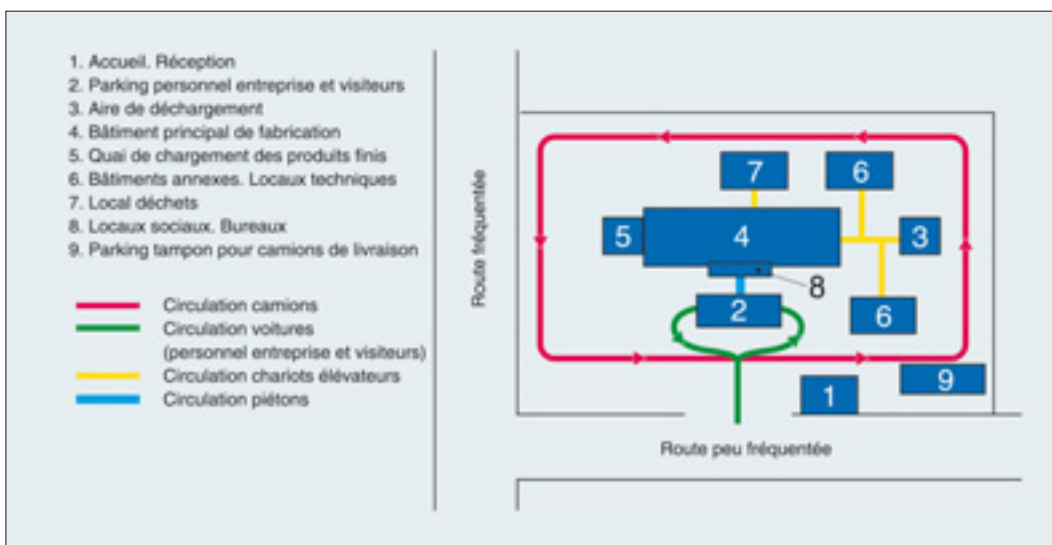 1. Accueil. Réception
2. Parking personnel entreprise et visiteurs
3. Aire de déchargement
4. Bâtiment principal de fabrication
5. Quai de chargement des produits finis
6. Bâtiments annexes. Locaux techniques
7. Local déchets
8. Locaux sociaux. Bureaux
9. Parking tampon pour camions de livraison
Circulation camions
Circulation voitures
(personnel entreprise et visiteurs)
Circulation chariots élévateurs
Circulation piétons
Route fréquentée
7
6
5
4
3
8
2
6
1
9
Route peu fréquentée